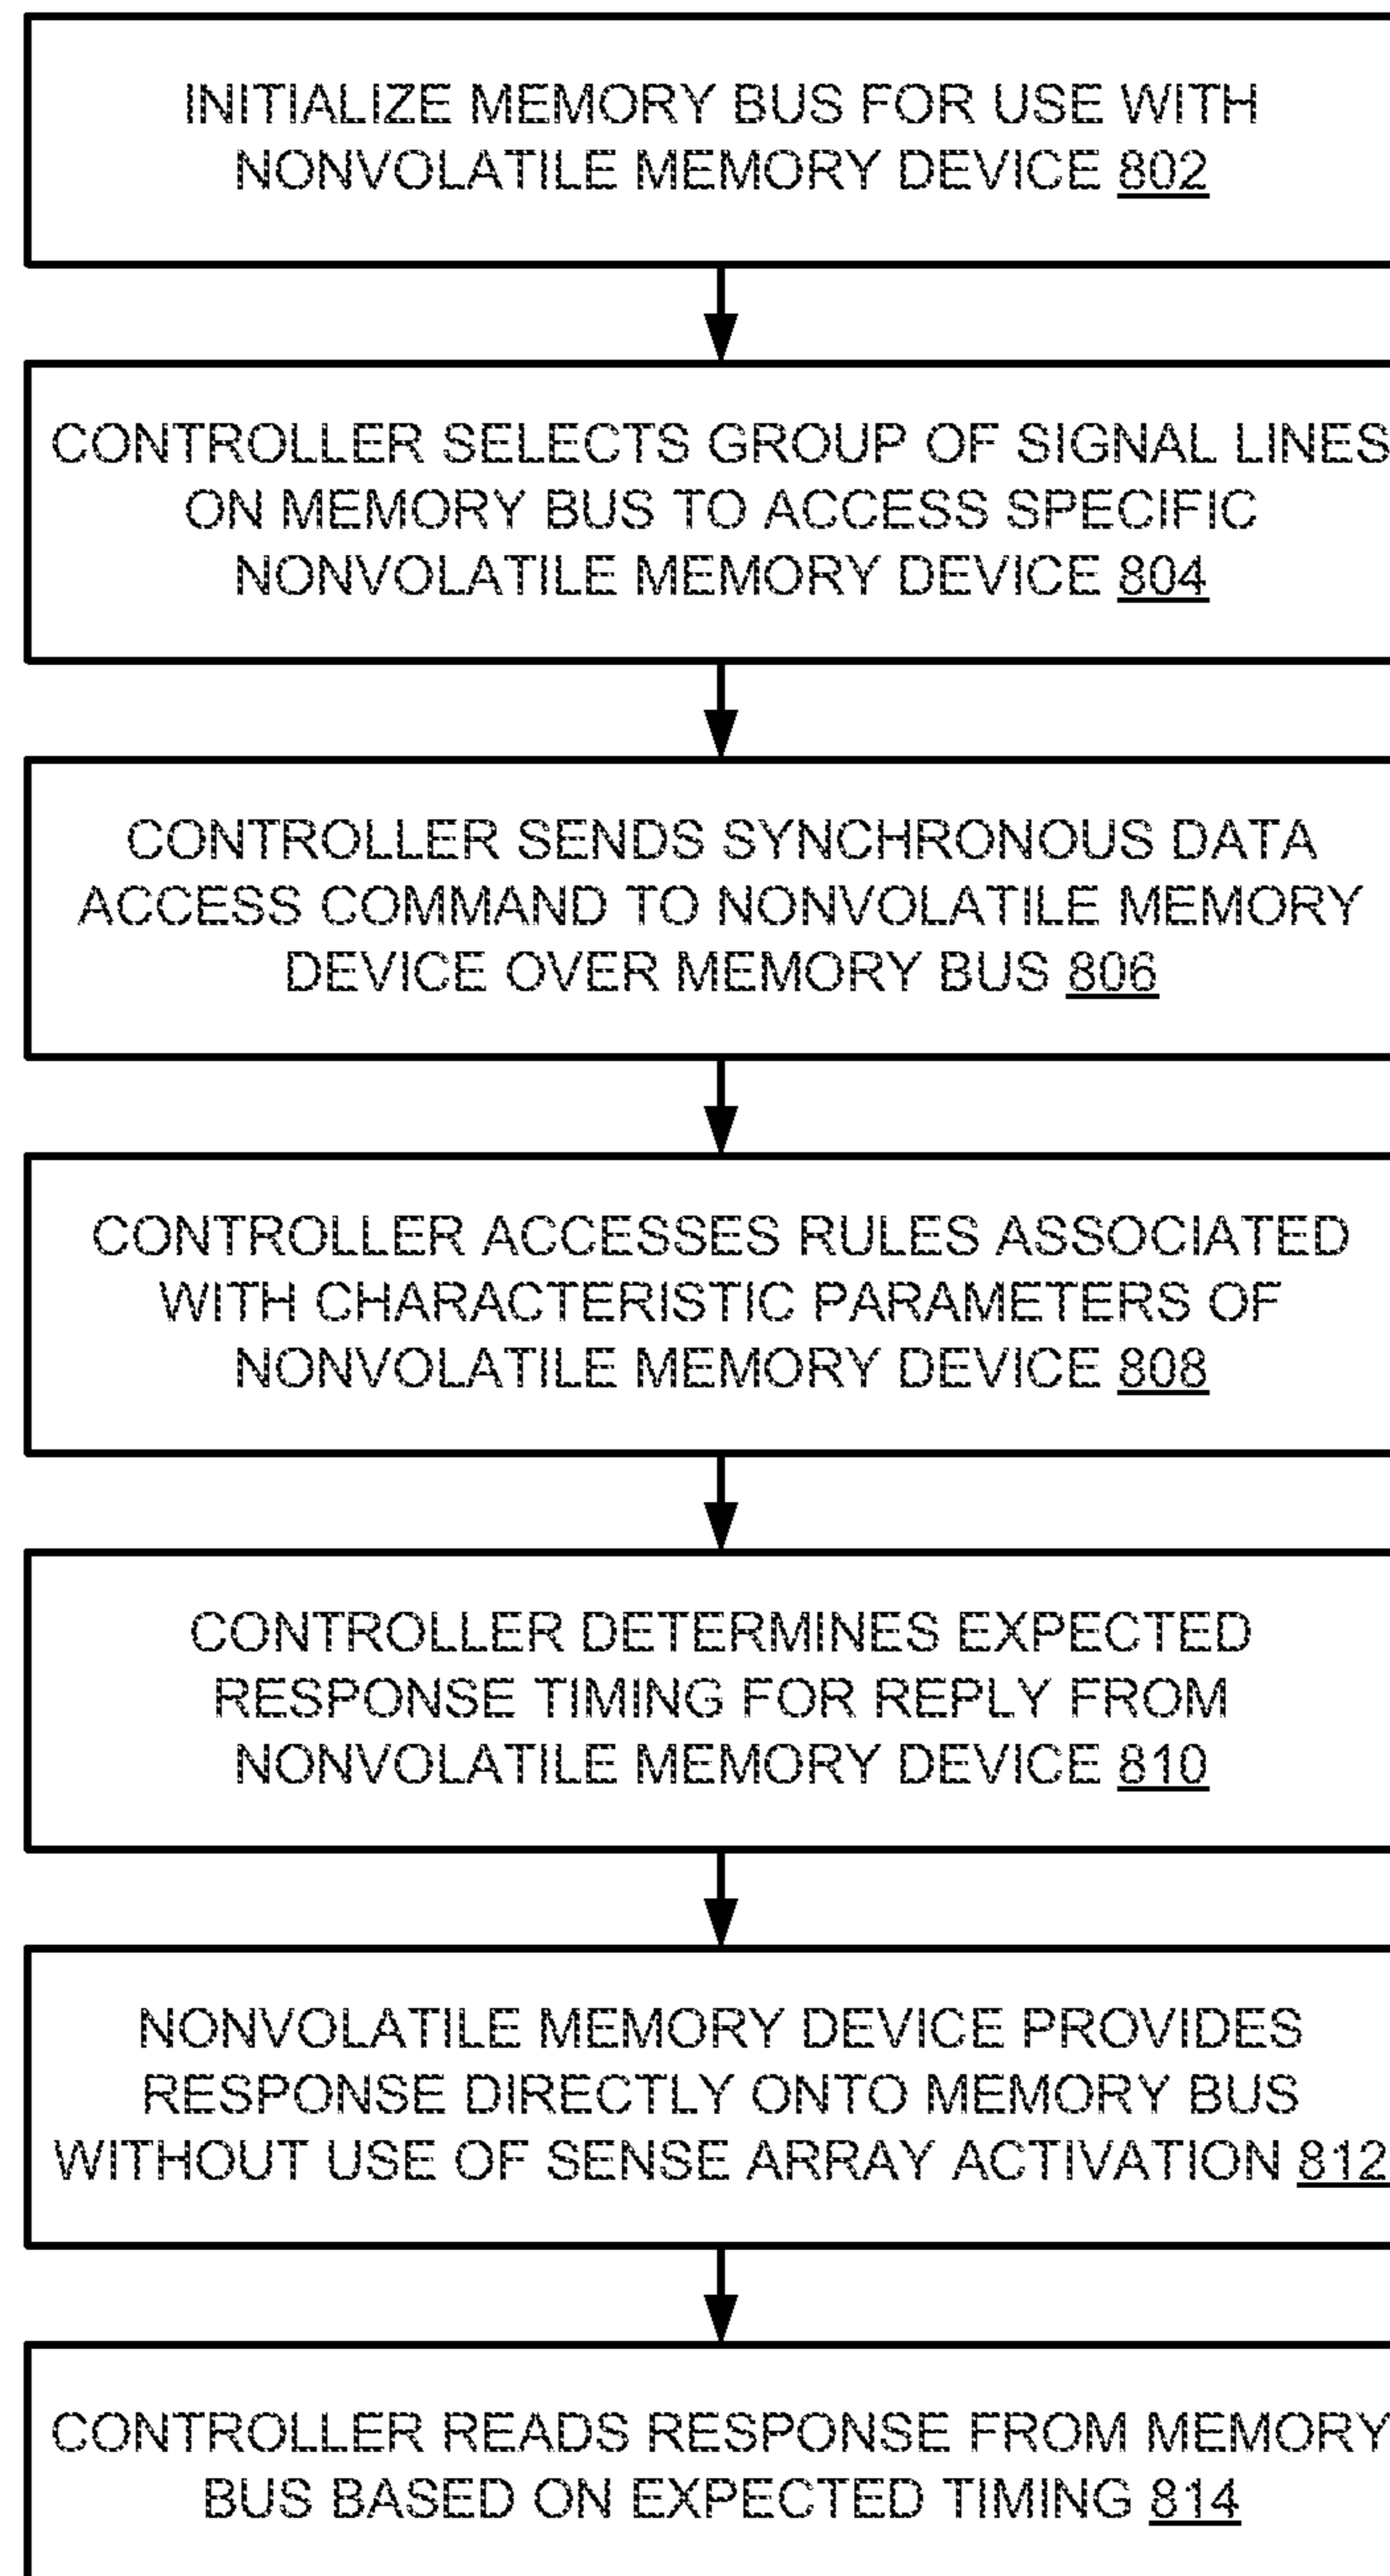 INITIALIZE MEMORY BUS FOR USE WITH
NONVOLATILE MEMORY DEVICE 802
CONTROLLER SELECTS GROUP OF SIGNAL LINES
ON MEMORY BUS TO ACCESS SPECIFIC
NONVOLATILE MEMORY DEVICE 804
CONTROLLER SENDS SYNCHRONOUS DATA
ACCESS COMMAND TO NONVOLATILE MEMORY
DEVICE OVER MEMORY BUS 806
CONTROLLER ACCESSES RULES ASSOCIATED
WITH CHARACTERISTIC PARAMETERS OF
NONVOLATILE MEMORY DEVICE 808
CONTROLLER DETERMINES EXPECTED
RESPONSE TIMING FOR REPLY FROM
NONVOLATILE MEMORY DEVICE 810
NONVOLATILE MEMORY DEVICE PROVIDES
RESPONSE DIRECTLY ONTO MEMORY BUS
WITHOUT USE OF SENSE ARRAY ACTIVATION 812
CONTROLLER READS RESPONSE FROM MEMORY
BUS BASED ON EXPECTED TIMING 814